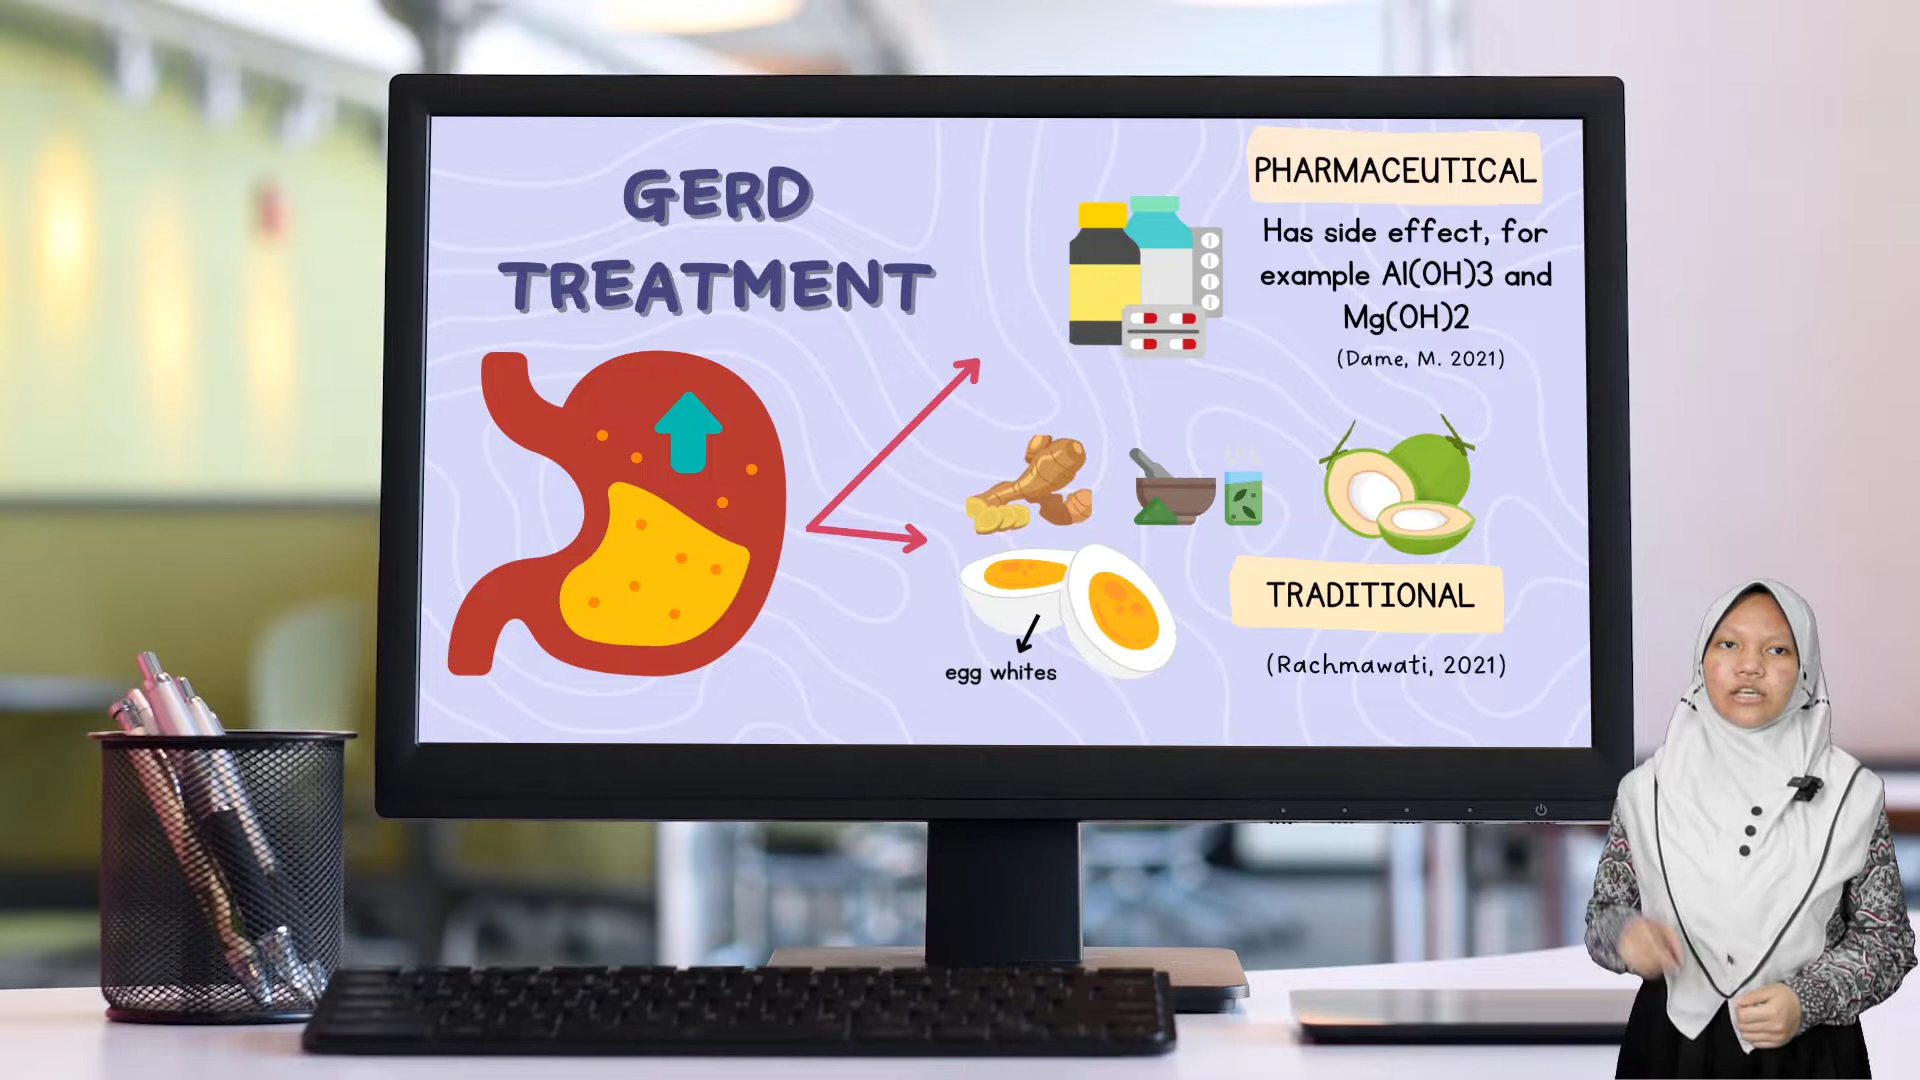 GERD
TREATMENT
PHARMACEUTICAL
Has side effect, for
example Al(OH)3 and
Mg(OH)2
(Dame, M. 2021)
egg whites
TRADITIONAL
(Rachmawati, 2021)